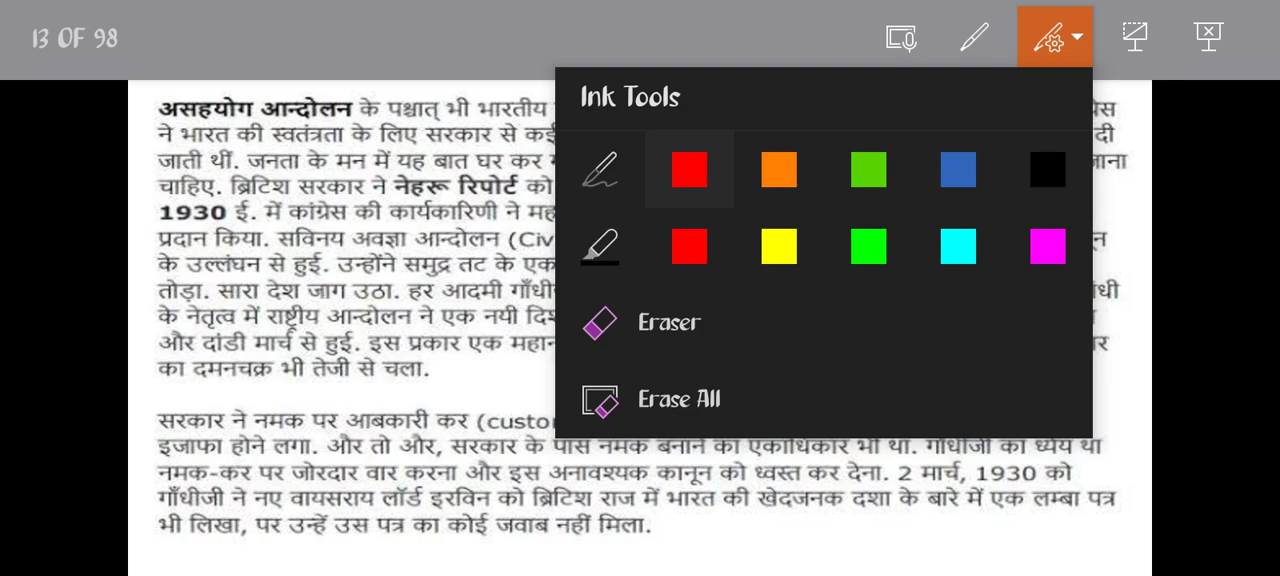 13 OF 98
Ink Tools
Eraser
Erase All
असहयोग आन्दोलन के पश्चात् भी भारतीय
ने भारत की स्वतंत्रता के लिए सरकार से कई दी
जाती थीं. जनता के मन में यह बात घर कर
चाहिए. ब्रिटिश सरकार ने नेहरू रिपोर्ट को
1930 ई. में कांग्रेस की कार्यकारिणी ने
प्रदान किया. सविनय अवज्ञा आन्दोलन (Civ
के उल्लंघन से हुई. उन्होंने समुद्र तट के एक
तोड़ा. सारा देश जाग उठा. हर आदमी
के नेतृत्व में राष्ट्रीय आन्दोलन ने एक नयी
और दांडी मार्च से हुई. इस प्रकार एक
का दमनचक्र भी तेजी से चला.
सरकार ने नमक पर आबकारी कर (custo
इजाफा होने लगा. और तो और, सरकार के पास नमक बनाने का एकाधिकार भी था. गाँधीजी का ध्येय था
नमक-कर पर जोरदार वार करना और इस अनावश्यक कानून को ध्वस्त कर देना. 2 मार्च, 1930 को
गाँधीजी ने नए वायसराय लॉर्ड इरविन को ब्रिटिश राज में भारत की खेदजनक दशा के बारे में एक लम्बा पत्र
भी लिखा, पर उन्हें उस पत्र का कोई जवाब नहीं मिला.